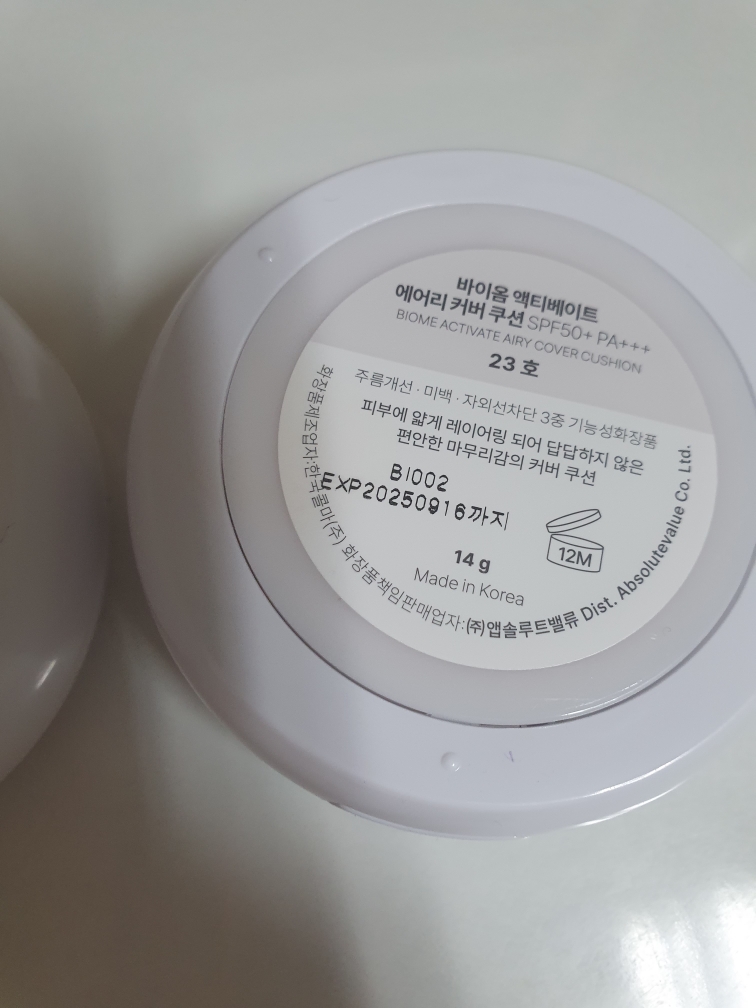 바이옴 액티베이트
에어리 커버 쿠션 SPF50+ PA+++
BIOME ACTIVATE AIRY COVER CUSHION
23 호
주름개선 · 미백 · 자외선차단 3중 기능성화장품
피부에 얇게 레이어링 되어 답답하지 않은
편안한 마무리감의 커버 쿠션
BI002
EXP20250916까지
12M
14 g
Made in Korea
화장품제조업자:한국콜마(주) 화장품책임판매업자:㈜앱솔루트밸류 Dist. Absolutevalue Co. Ltd.